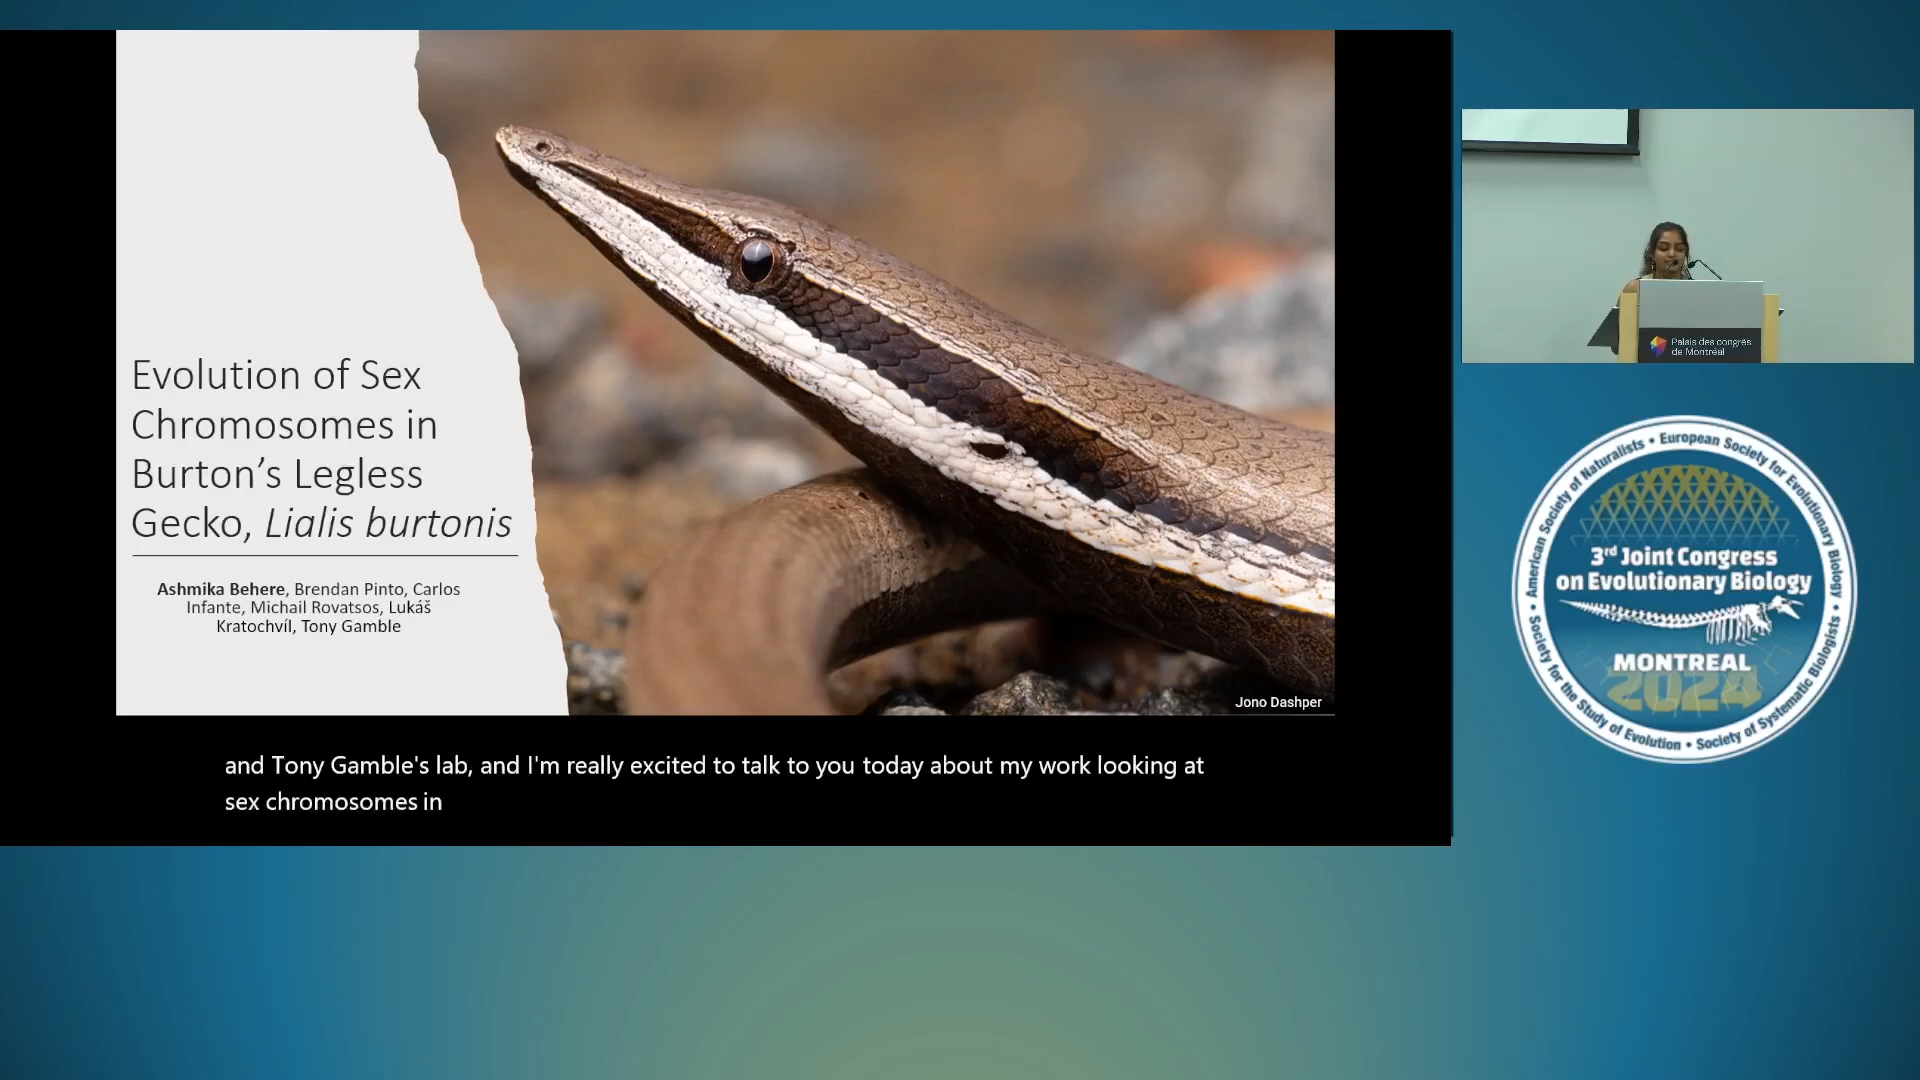 Evolution of Sex
Chromosomes in
Burton’s Legless
Gecko, Lialis burtonis
Ashmika Behere, Brendan Pinto, Carlos
Infante, Michail Rovatsos, Lukáš
Kratochvíl, Tony Gamble
Jono Dashper
and Tony Gamble's lab, and I'm really excited to talk to you today about my work looking at
sex chromosomes in
Palais des congrès
de Montréal
American Society of Naturalists • European Society for Evolutionary Biology •
3rd Joint Congress
on Evolutionary Biology
MONTREAL
2024
Society for the Study of Evolution • Society of Systematic Biologists •